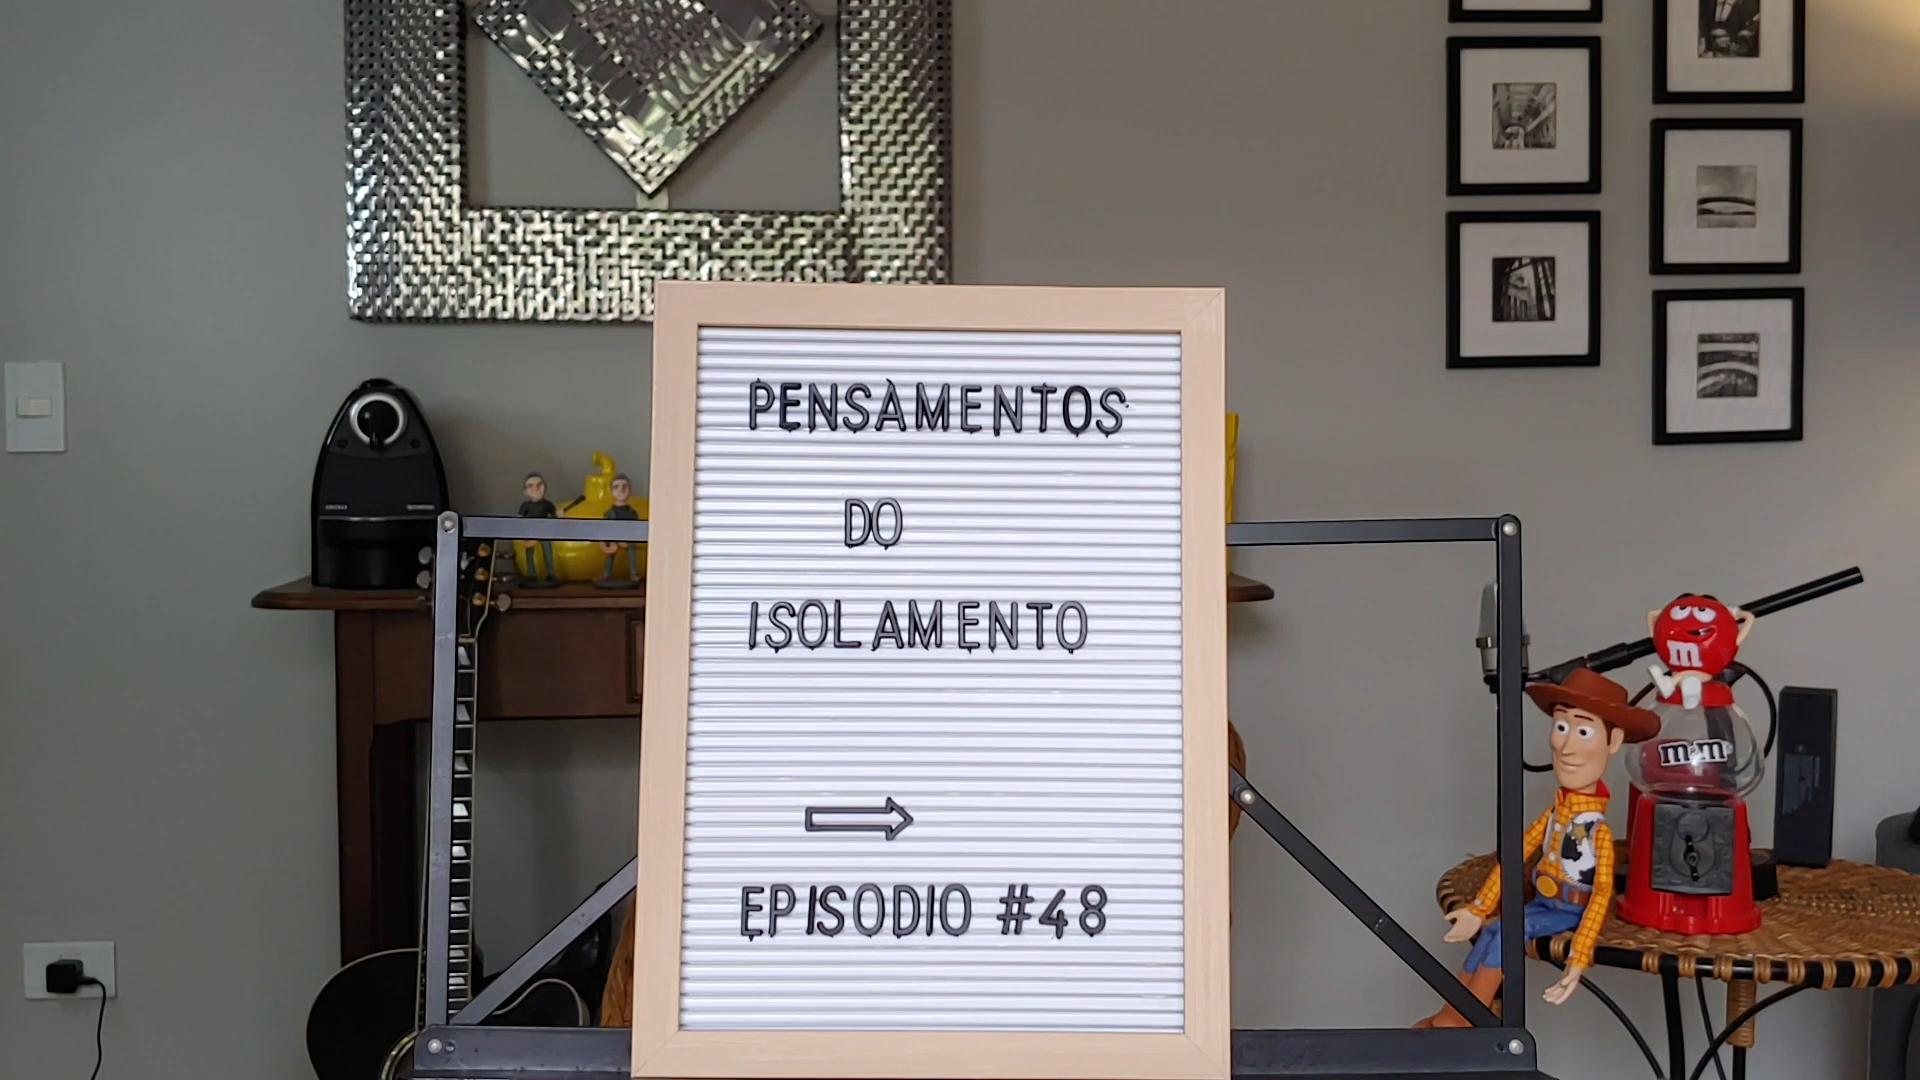 PENSAMENTOS
DO
ISOLAMENTO
EPISODIO #48
m
m&m's